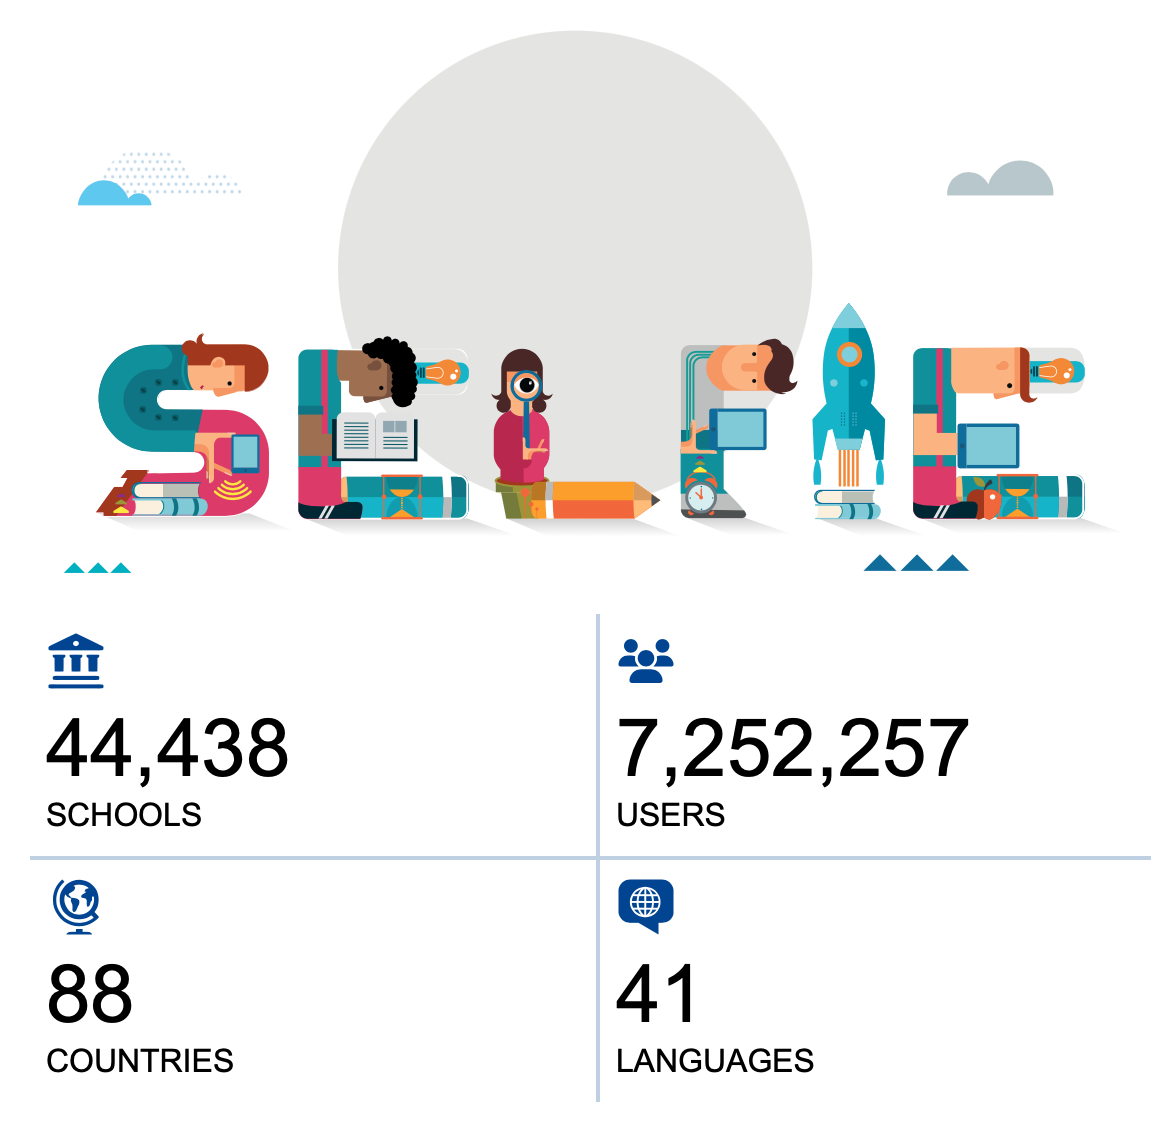 SELFIE
44,438
SCHOOLS
7,252,257
USERS
88
COUNTRIES
41
LANGUAGES